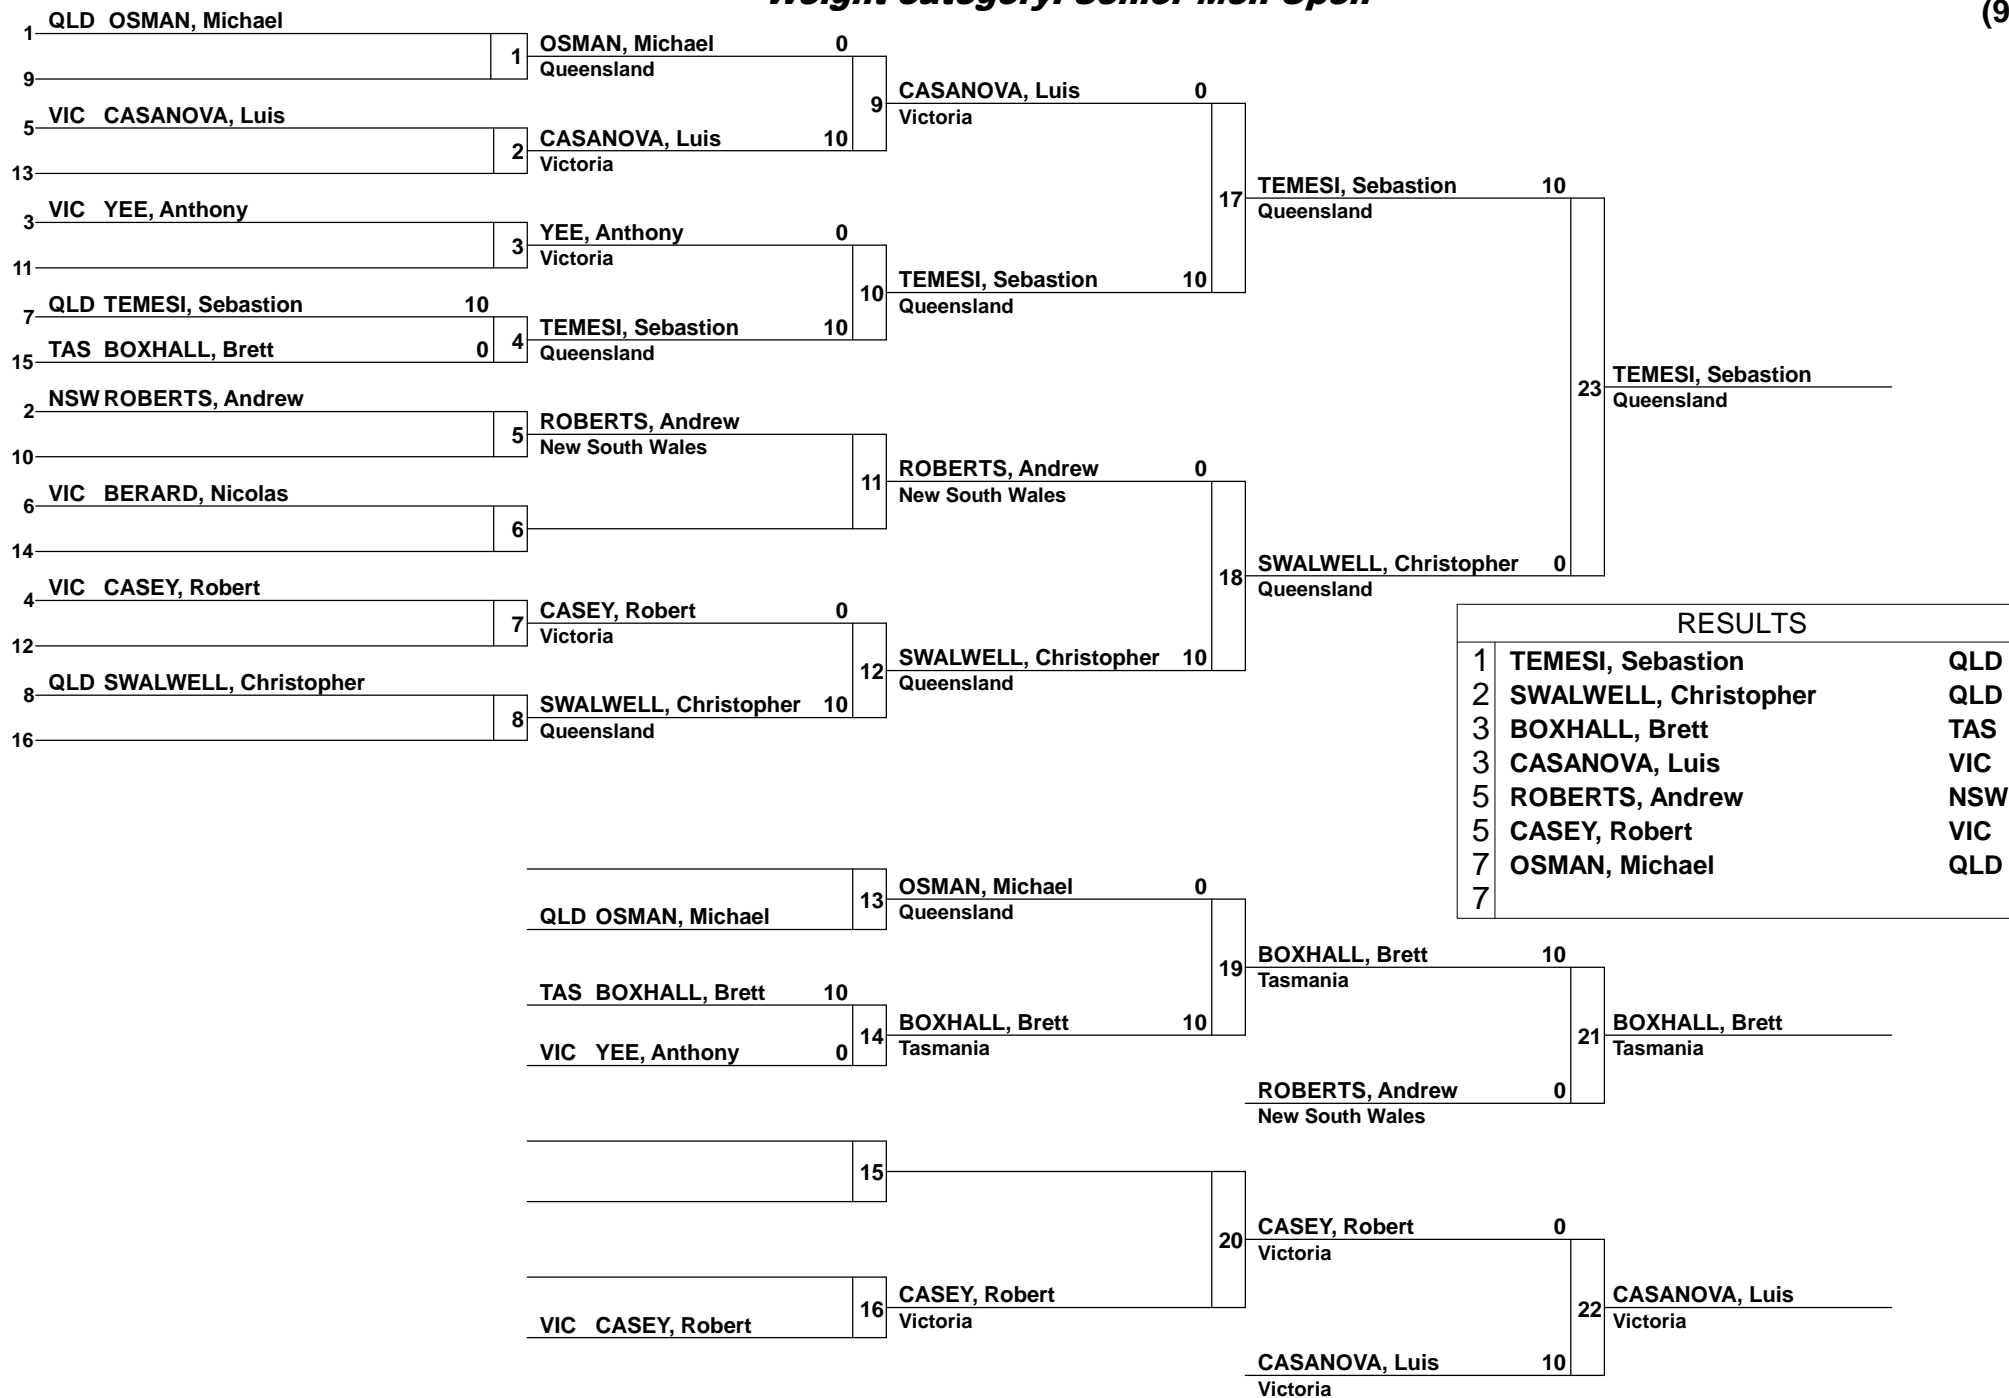 (9
1 QLD OSMAN, Michael
9
1
5 VIC CASANOVA, Luis
13
2
3 VIC YEE, Anthony
11
3
7 QLD TEMESI, Sebastion 10
15 TAS BOXHALL, Brett 0
4
2 NSW ROBERTS, Andrew
10
5
6 VIC BERARD, Nicolas
14
6
4 VIC CASEY, Robert
12
7
8 QLD SWALWELL, Christopher
16
8
OSMAN, Michael 0
Queensland
CASANOVA, Luis 10
Victoria
9
YEE, Anthony 0
Victoria
TEMESI, Sebastion 10
Queensland
10
ROBERTS, Andrew
New South Wales
11
CASEY, Robert 0
Victoria
SWALWELL, Christopher 10
Queensland
12
CASANOVA, Luis 0
Victoria
TEMESI, Sebastion 10
Queensland
17
ROBERTS, Andrew 0
New South Wales
SWALWELL, Christopher 10
Queensland
18
TEMESI, Sebastion 10
Queensland
SWALWELL, Christopher 0
Queensland
23
TEMESI, Sebastion
Queensland
RESULTS
1 TEMESI, Sebastion QLD
2 SWALWELL, Christopher QLD
3 BOXHALL, Brett TAS
3 CASANOVA, Luis VIC
5 ROBERTS, Andrew NSW
5 CASEY, Robert VIC
7 OSMAN, Michael QLD
7
QLD OSMAN, Michael
13
TAS BOXHALL, Brett 10
VIC YEE, Anthony 0
14
15
VIC CASEY, Robert
16
OSMAN, Michael 0
Queensland
BOXHALL, Brett 10
Tasmania
19
CASEY, Robert
Victoria
20
BOXHALL, Brett 10
Tasmania
ROBERTS, Andrew 0
New South Wales
21
BOXHALL, Brett
Tasmania
CASEY, Robert 0
Victoria
CASANOVA, Luis 10
Victoria
22
CASANOVA, Luis
Victoria